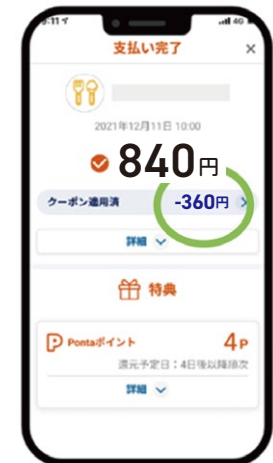 5:11
4G
支払い完了
×
2021年12月11日 10:00
840円
クーポン適用済 -360円
詳細
特典
Pontaポイント 4P
還元予定日：4日後以降順次
詳細